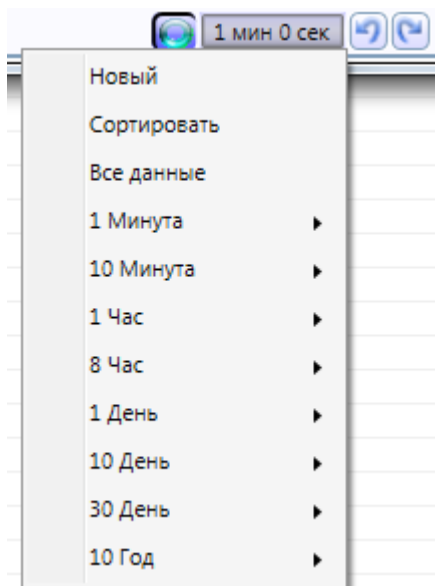 1 мин 0 сек
Новый
Сортировать
Все данные
1 Минута
10 Минута
1 Час
8 Час
1 День
10 День
30 День
10 Год